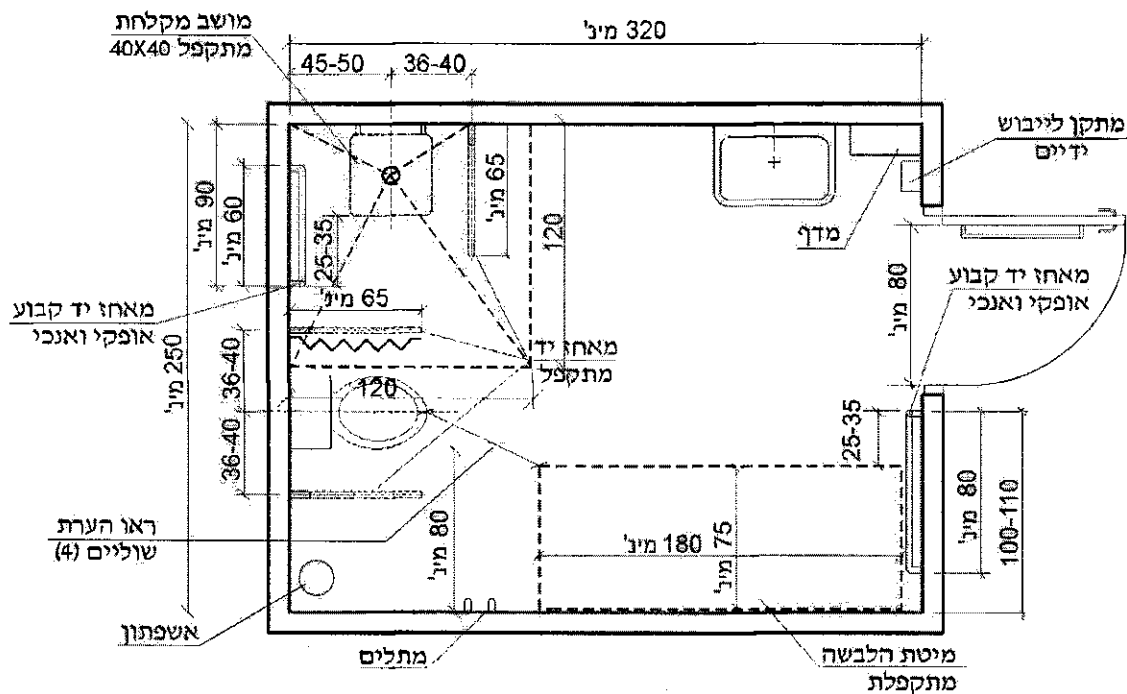 320 מינ'
מושב מקלחת
מתקפל 40X40
45-50
36-40
מתקן לייבוש
ידיים
מדף
90 מינ'
60 מינ'
25-35
65 מינ'
120
80 מינ'
מאחז יד קבוע
אופקי ואנכי
65 מינ'
מאחז יד קבוע
אופקי ואנכי
250 מינ'
36-40
36-40
מאחז יד
מתקפל
120
25-35
80 מינ'
100-110
80 מינ'
180 מינ'
75 מינ'
ראו הערת
שוליים (4)
אשפתון
מתלים
מיטת הלבשה
מתקפלת